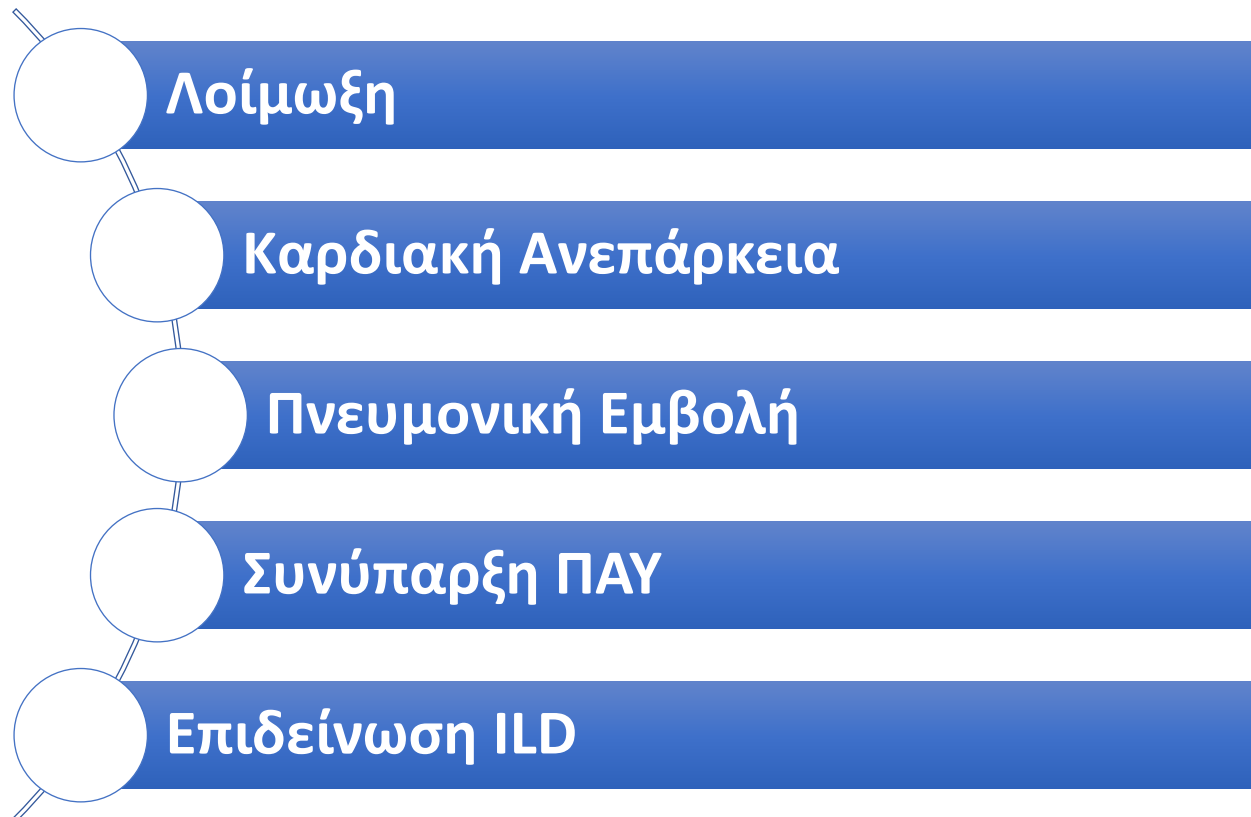 Λοίμωξη
Καρδιακή Ανεπάρκεια
Πνευμονική Εμβολή
Συνύπαρξη ΠΑΥ
Επιδείνωση ILD